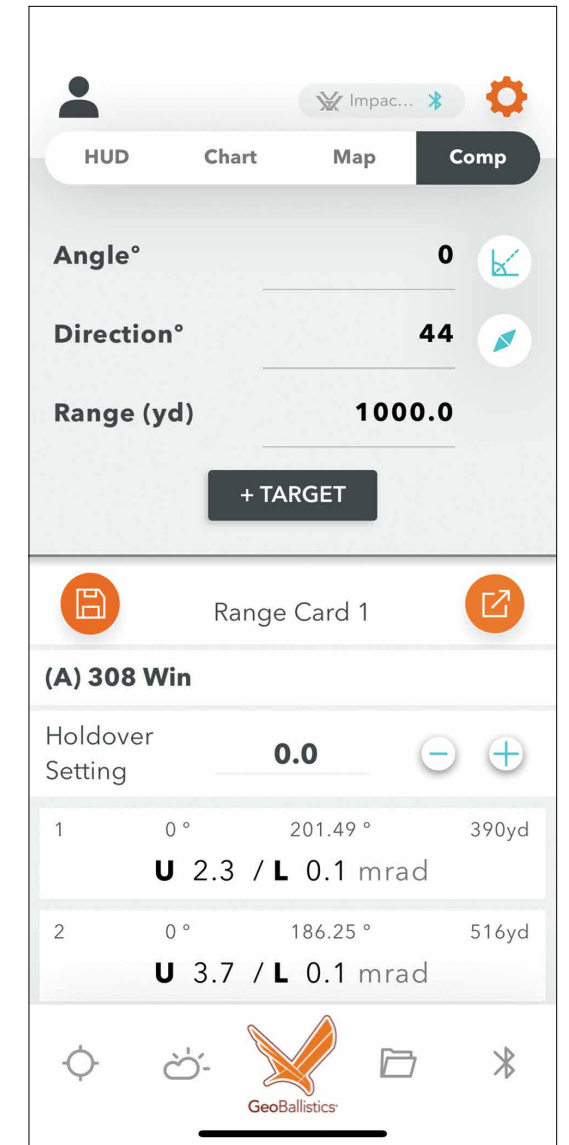 Impac...
HUD Chart Map Comp
Angle° 0
Direction° 44
Range (yd) 1000.0
+ TARGET
Range Card 1
(A) 308 Win
Holdover
Setting
0.0
1 0 ° 201.49 ° 390yd
U 2.3 / L 0.1 mrad
2 0 ° 186.25 ° 516yd
U 3.7 / L 0.1 mrad
GeoBallistics